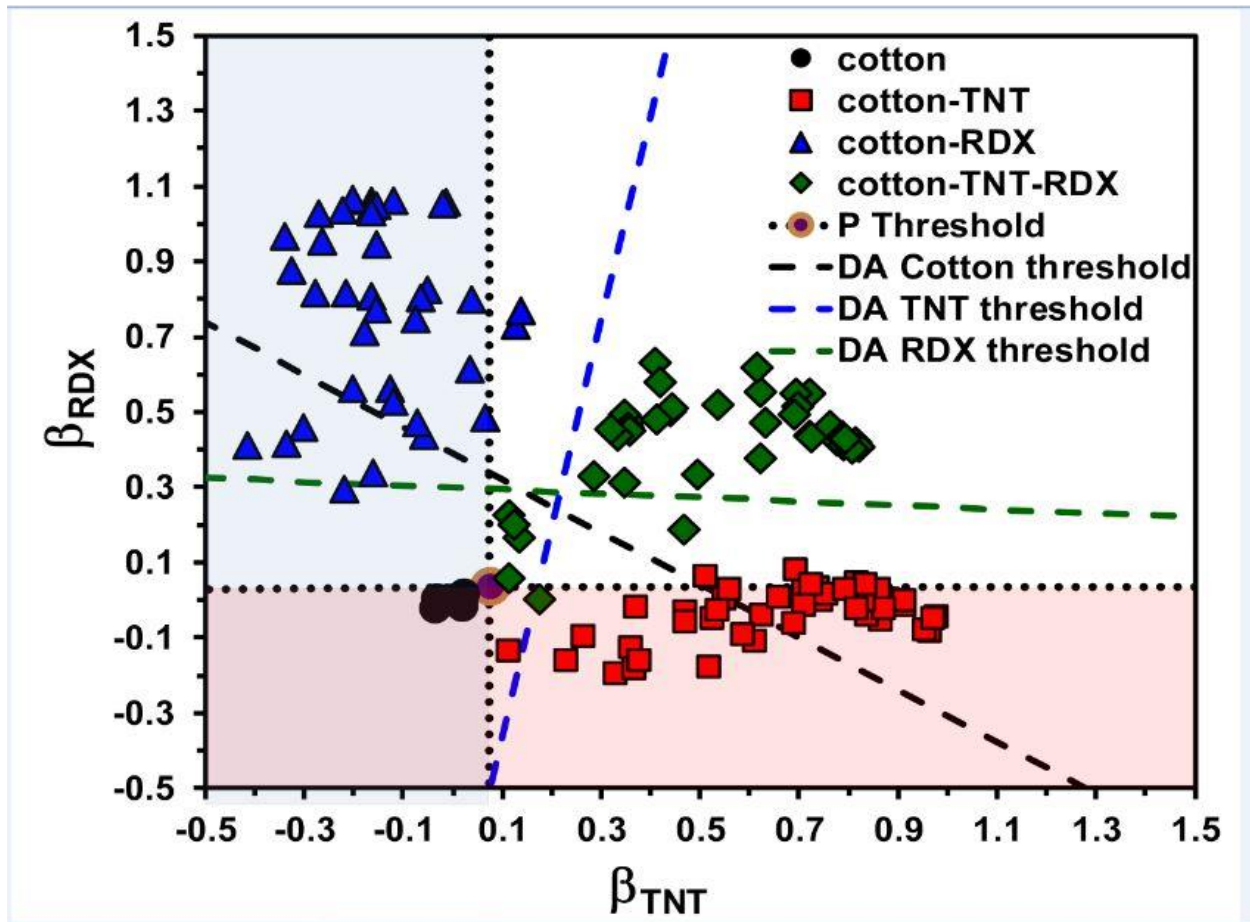 1.5
1.3
1.1
0.9
0.7
0.5
0.3
0.1
-0.1
-0.3
-0.5
βRDX
cotton
cotton-TNT
cotton-RDX
cotton-TNT-RDX
P Threshold
DA Cotton threshold
DA TNT threshold
DA RDX threshold
-0.5 -0.3 -0.1 0.1 0.3 0.5 0.7 0.9 1.1 1.3 1.5
βTNT